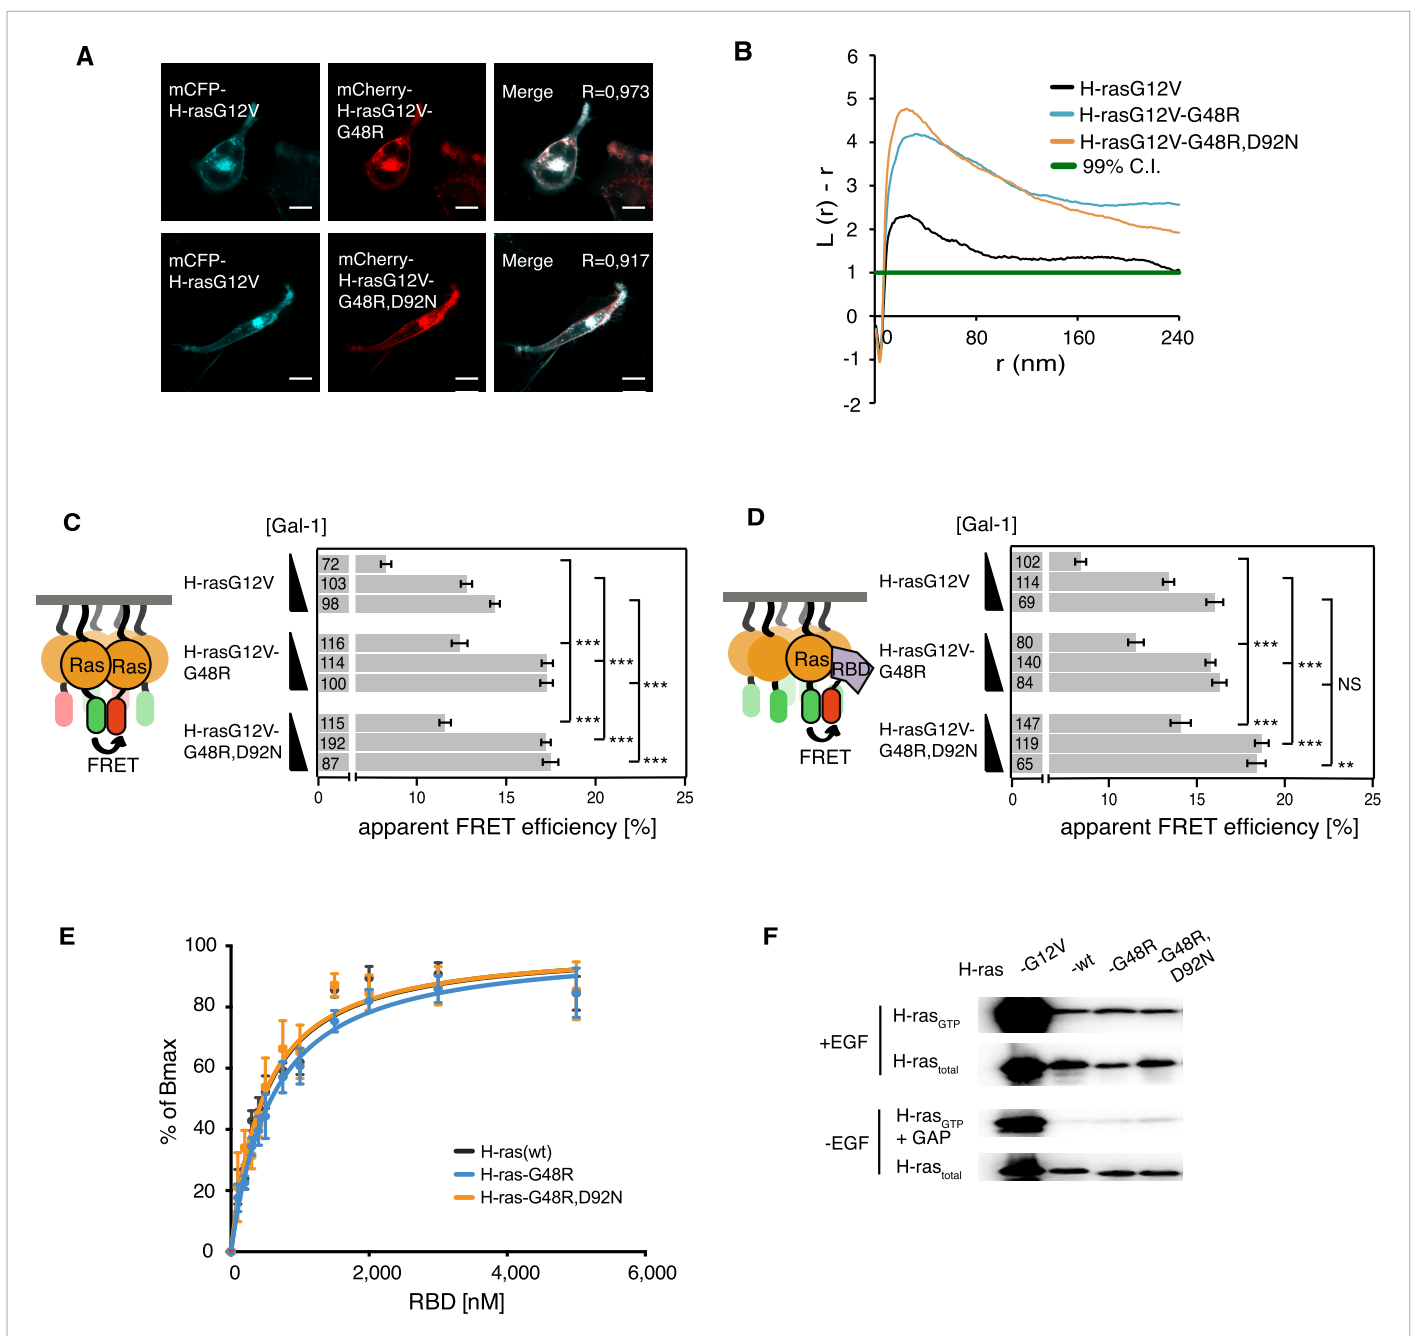 A
mCFP-
H-rasG12V
mCherry-
H-rasG12V-
G48R
Merge R=0,973
mCFP-
H-rasG12V
mCherry-
H-rasG12V-
G48R,D92N
Merge R=0,917
B
6
5
4
3
2
1
0
-1
-2
L (r) - r
0 80 160 240
r (nm)
H-rasG12V
H-rasG12V-G48R
H-rasG12V-G48R,D92N
99% C.I.
C
[Gal-1]
Ras Ras
FRET
H-rasG12V
72
103
98
H-rasG12V-
G48R
116
114
100
H-rasG12V-
G48R,D92N
115
192
87
***
***
***
***
***
***
0 10 15 20 25
apparent FRET efficiency [%]
D
[Gal-1]
Ras RBD
FRET
H-rasG12V
102
114
69
H-rasG12V-
G48R
80
140
84
H-rasG12V-
G48R,D92N
147
119
65
***
***
NS
***
***
**
0 10 15 20 25
apparent FRET efficiency [%]
E
100
80
60
40
20
0
% of Bmax
0 2,000 4,000 6,000
RBD [nM]
H-ras(wt)
H-ras-G48R
H-ras-G48R,D92N
F
H-ras -G12V -wt -G48R -G48R,
D92N
+EGF
H-rasGTP
H-rastotal
-EGF
H-rasGTP
+ GAP
H-rastotal